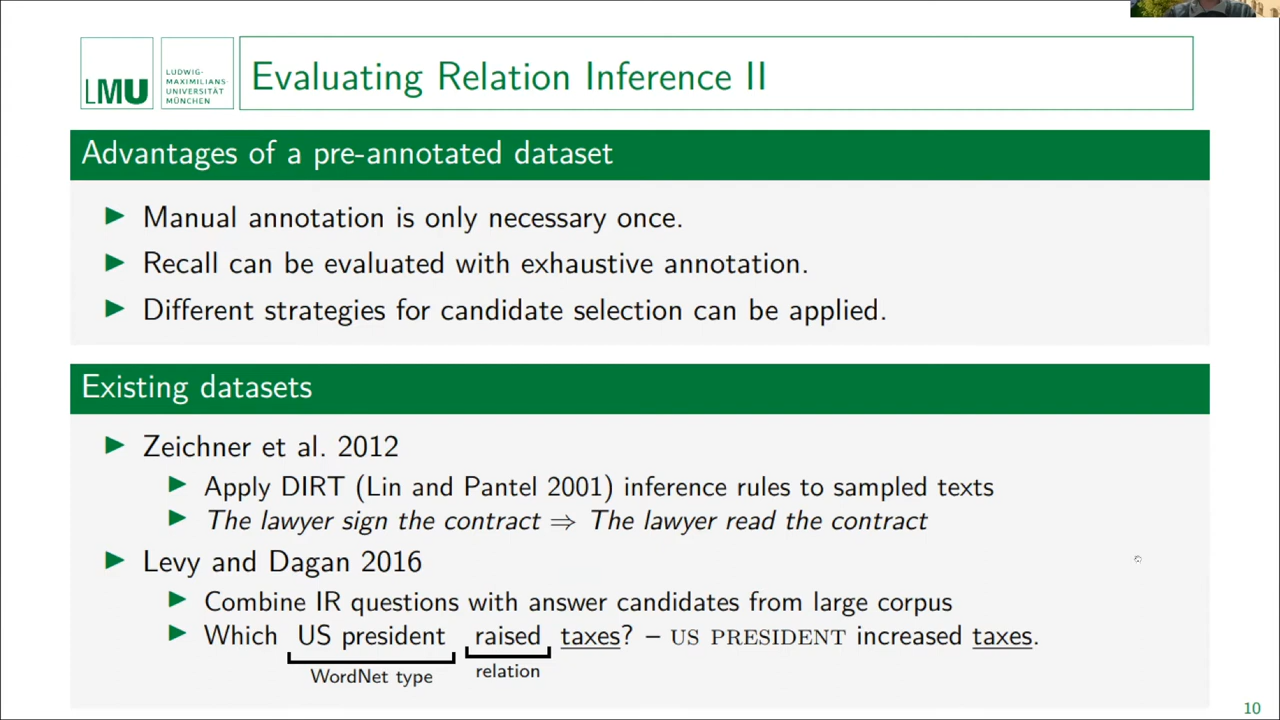 LMU
LUDWIG-
MAXIMILIANS-
UNIVERSITÄT
MÜNCHEN
Evaluating Relation Inference II
Advantages of a pre-annotated dataset
▶ Manual annotation is only necessary once.
▶ Recall can be evaluated with exhaustive annotation.
▶ Different strategies for candidate selection can be applied.
Existing datasets
▶ Zeichner et al. 2012
▶ Apply DIRT (Lin and Pantel 2001) inference rules to sampled texts
▶ The lawyer sign the contract ⇒ The lawyer read the contract
▶ Levy and Dagan 2016
▶ Combine IR questions with answer candidates from large corpus
▶ Which US president raised taxes? – US PRESIDENT increased taxes.
WordNet type relation
10